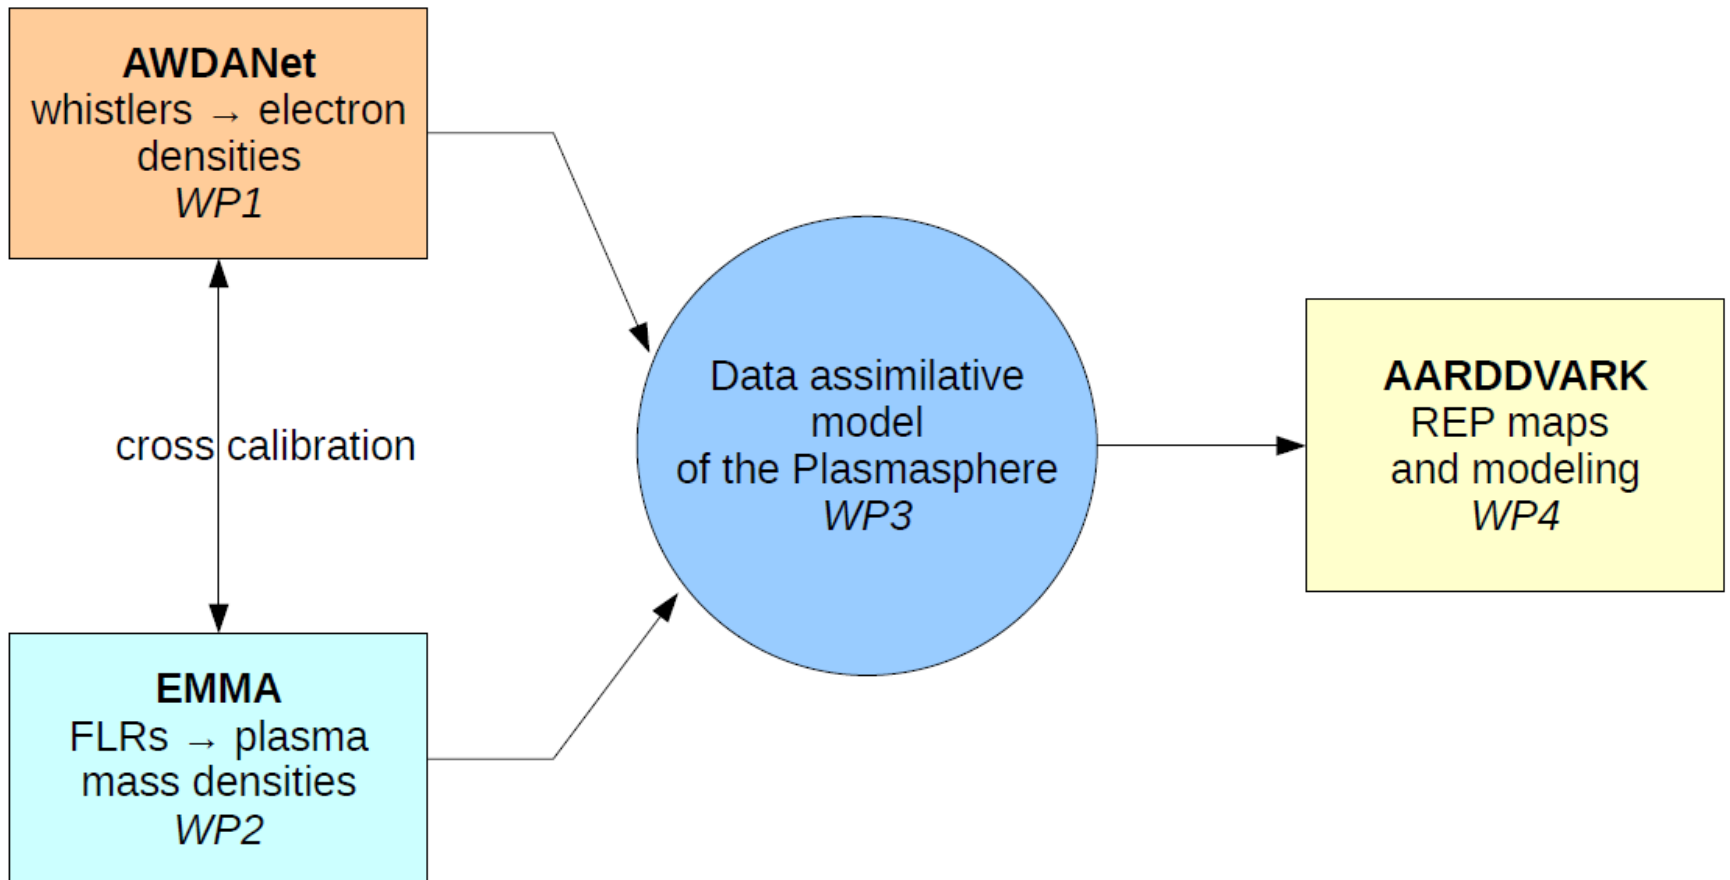 AWDANet
whistlers → electron
densities
WP1
cross calibration
EMMA
FLRs → plasma
mass densities
WP2
Data assimilative
model
of the Plasmasphere
WP3
AARDDVARK
REP maps
and modeling
WP4